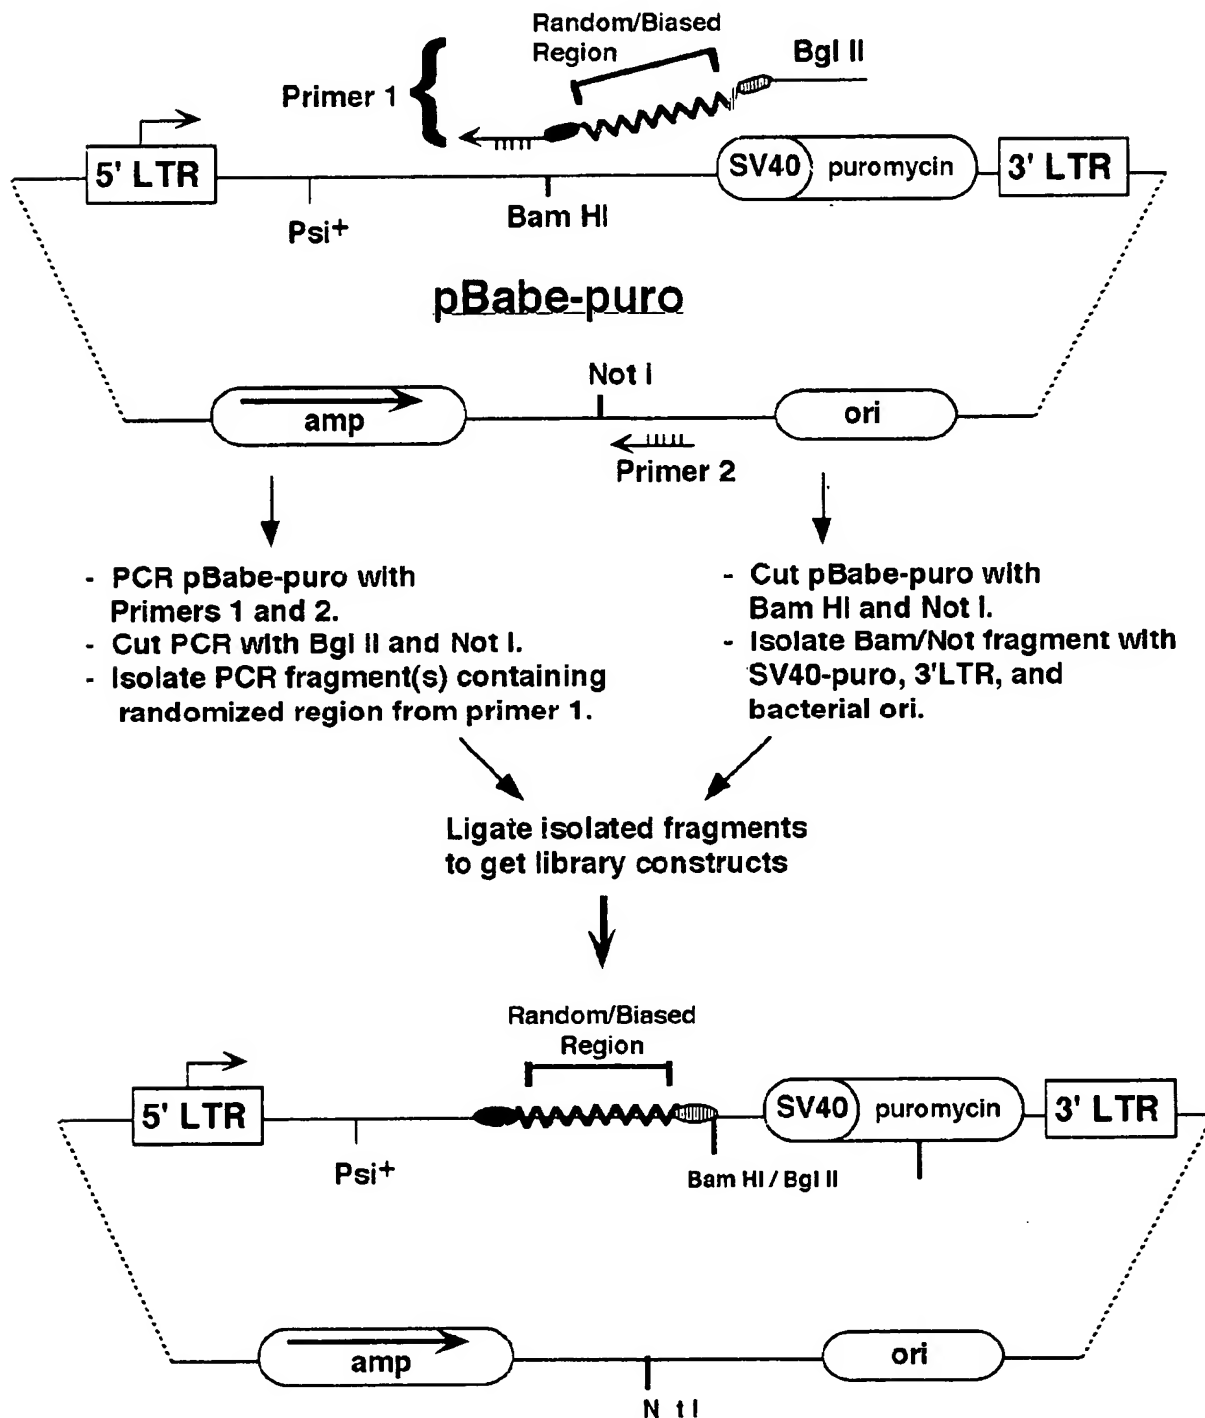 Random/Biased
Region
Bgl II
Primer 1
5' LTR
SV40
puromycin
3' LTR
Psi+
Bam HI
pBabe-puro
Not I
amp
ori
Primer 2
- PCR pBabe-puro with
Primers 1 and 2.
- Cut PCR with Bgl II and Not I.
- Isolate PCR fragment(s) containing
randomized region from primer 1.
- Cut pBabe-puro with
Bam HI and Not I.
- Isolate Bam/Not fragment with
SV40-puro, 3'LTR, and
bacterial ori.
Ligate isolated fragments
to get library constructs
Random/Biased
Region
5' LTR
SV40
puromycin
3' LTR
Psi+
Bam HI / Bgl II
amp
ori
N t I